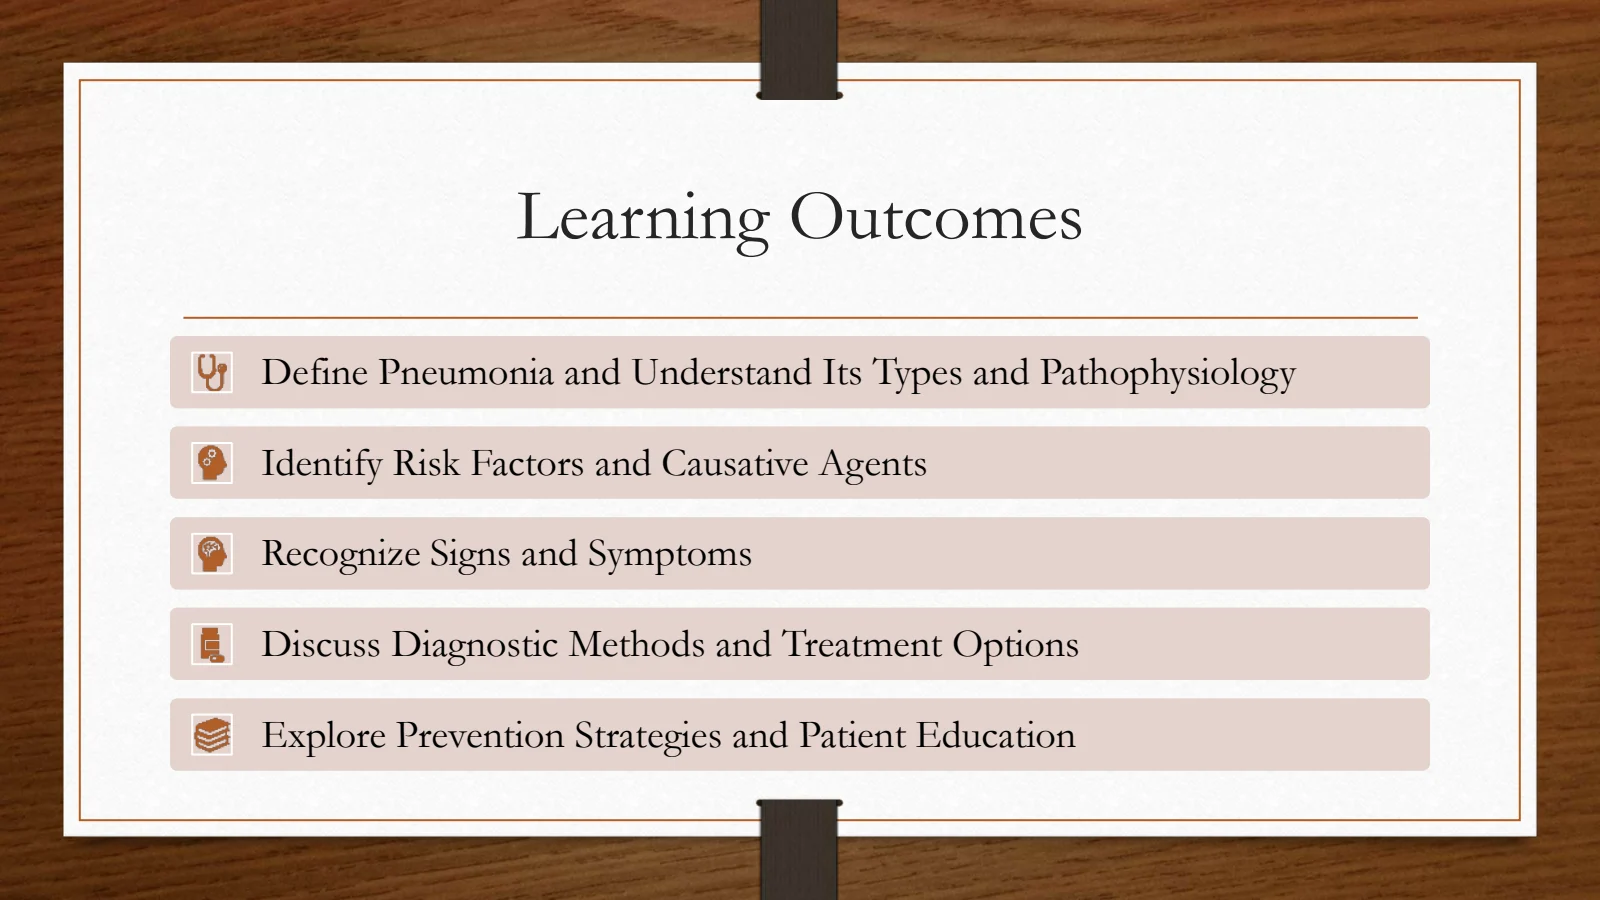 Learning Outcomes
Define Pneumonia and Understand Its Types and Pathophysiology
Identify Risk Factors and Causative Agents
Recognize Signs and Symptoms
Discuss Diagnostic Methods and Treatment Options
Explore Prevention Strategies and Patient Education